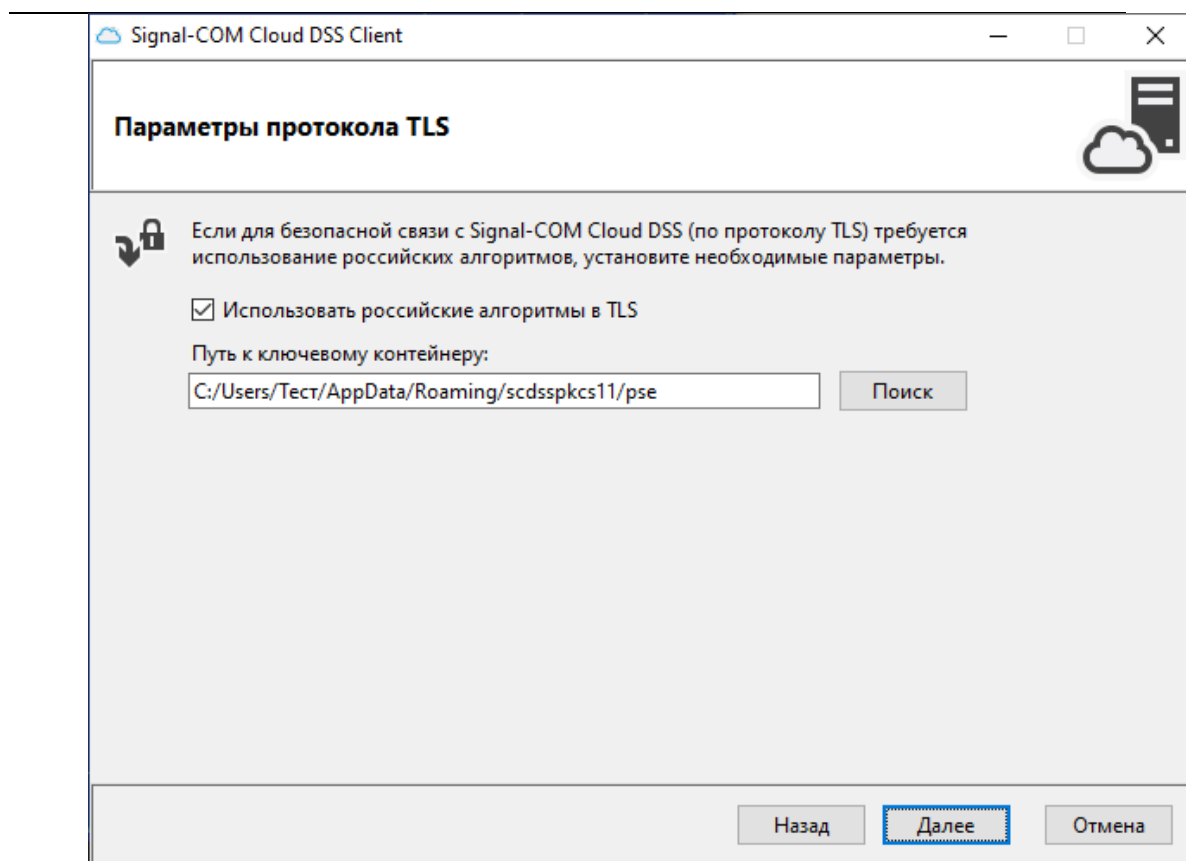 Signal-COM Cloud DSS Client
Параметры протокола TLS
Если для безопасной связи с Signal-COM Cloud DSS (по протоколу TLS) требуется
использование российских алгоритмов, установите необходимые параметры.
Использовать российские алгоритмы в TLS
Путь к ключевому контейнеру:
C:/Users/Тест/AppData/Roaming/scdsspkcs11/pse
Поиск
Назад
Далее
Отмена